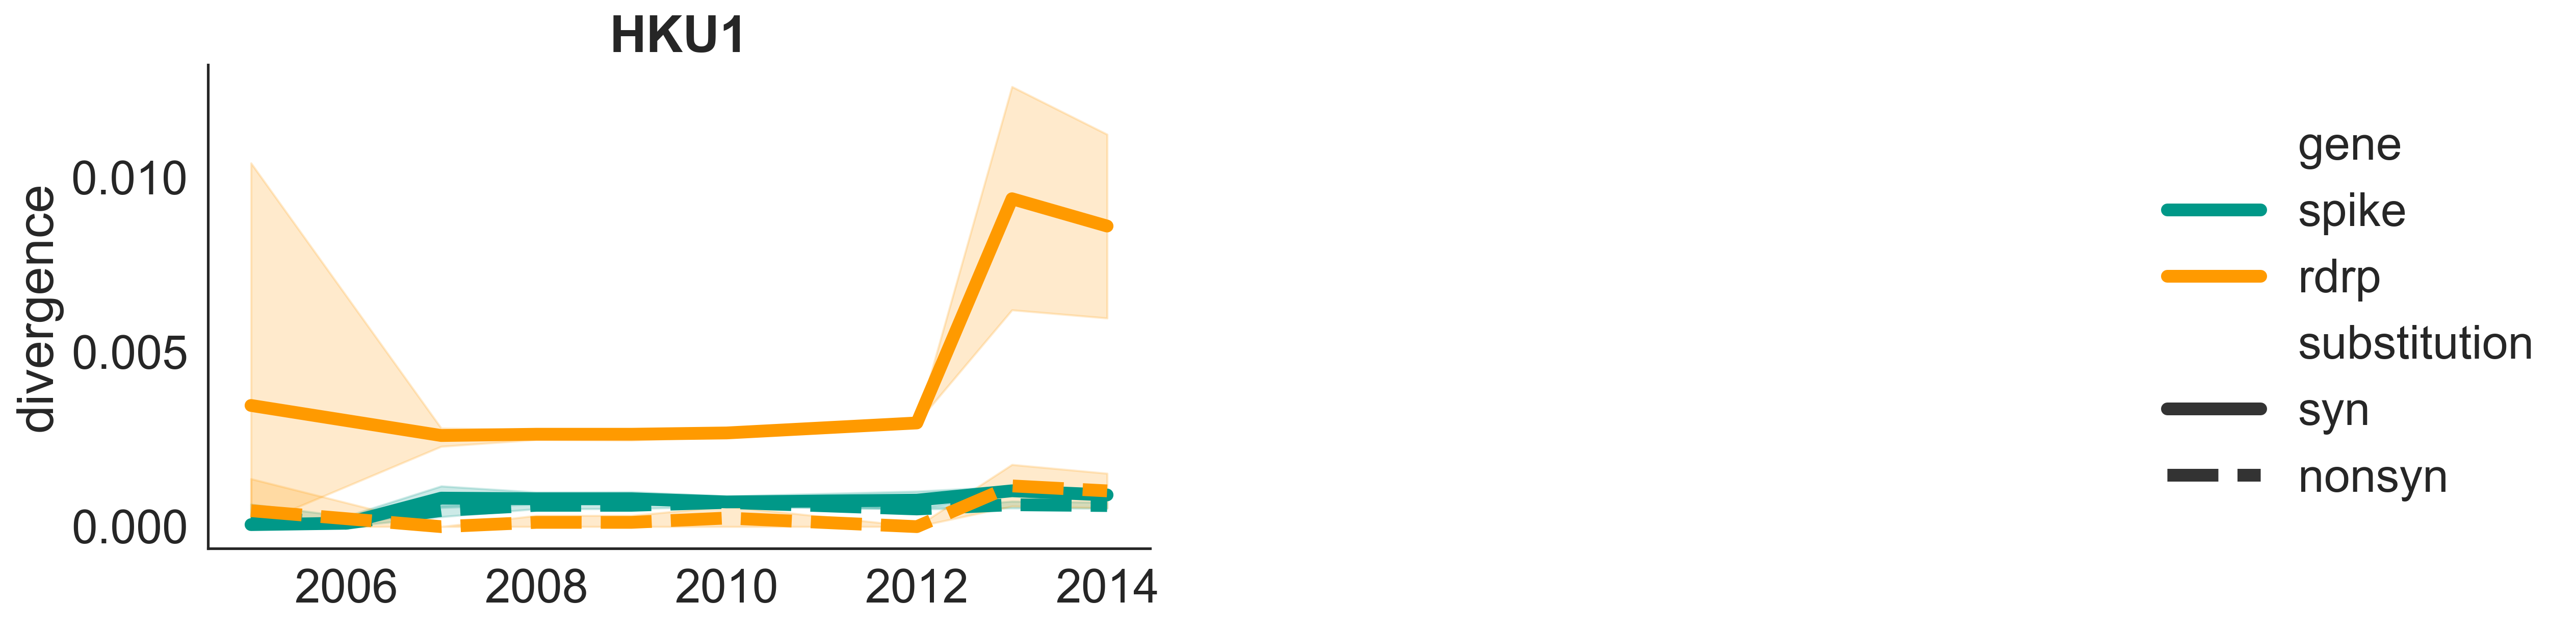 HKU1
divergence
0.010
0.005
0.000
2006 2008 2010 2012 2014
gene
spike
rdrp
substitution
syn
nonsyn